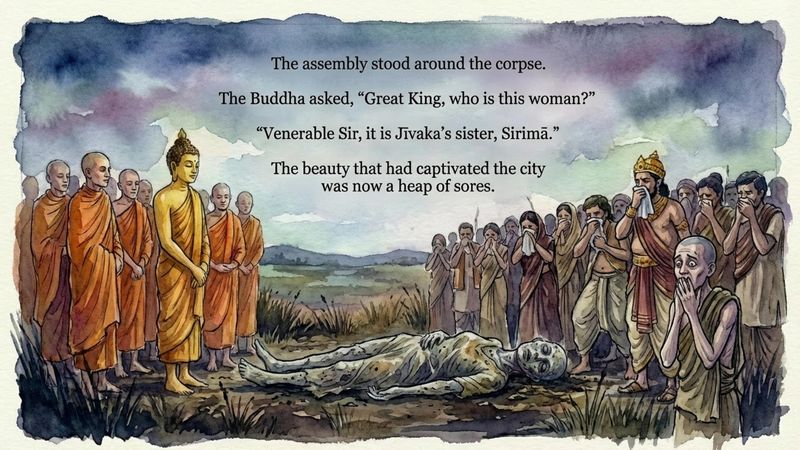 The assembly stood around the corpse.
The Buddha asked, “Great King, who is this woman?”
“Venerable Sir, it is Jīvaka’s sister, Sirimā.”
The beauty that had captivated the city
was now a heap of sores.